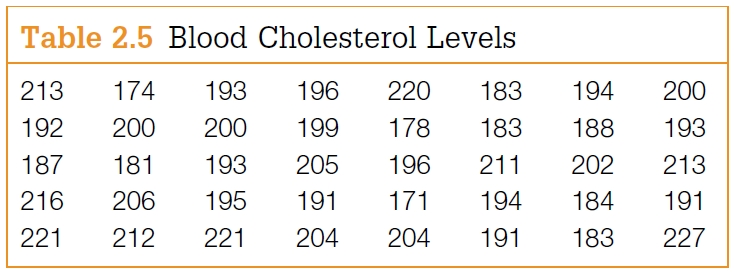 Table 2.5 Blood Cholesterol Levels
213 174 193 196 220 183 194 200
192 200 200 199 178 183 188 193
187 181 193 205 196 211 202 213
216 206 195 191 171 194 184 191
221 212 221 204 204 191 183 227